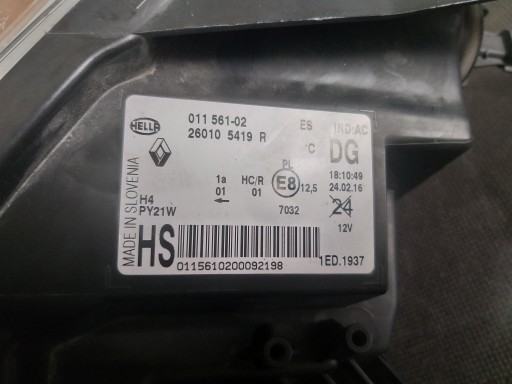 HELLA
011 561-02
26010 5419 R
ES
IND:AC
°C
DG
PL
1a
01
HC/R
01
E8
12,5
18:10:49
24.02.16
H4
PY21W
7032
24
12V
MADE IN SLOVENIA
HS
0115610200092198
1ED.1937